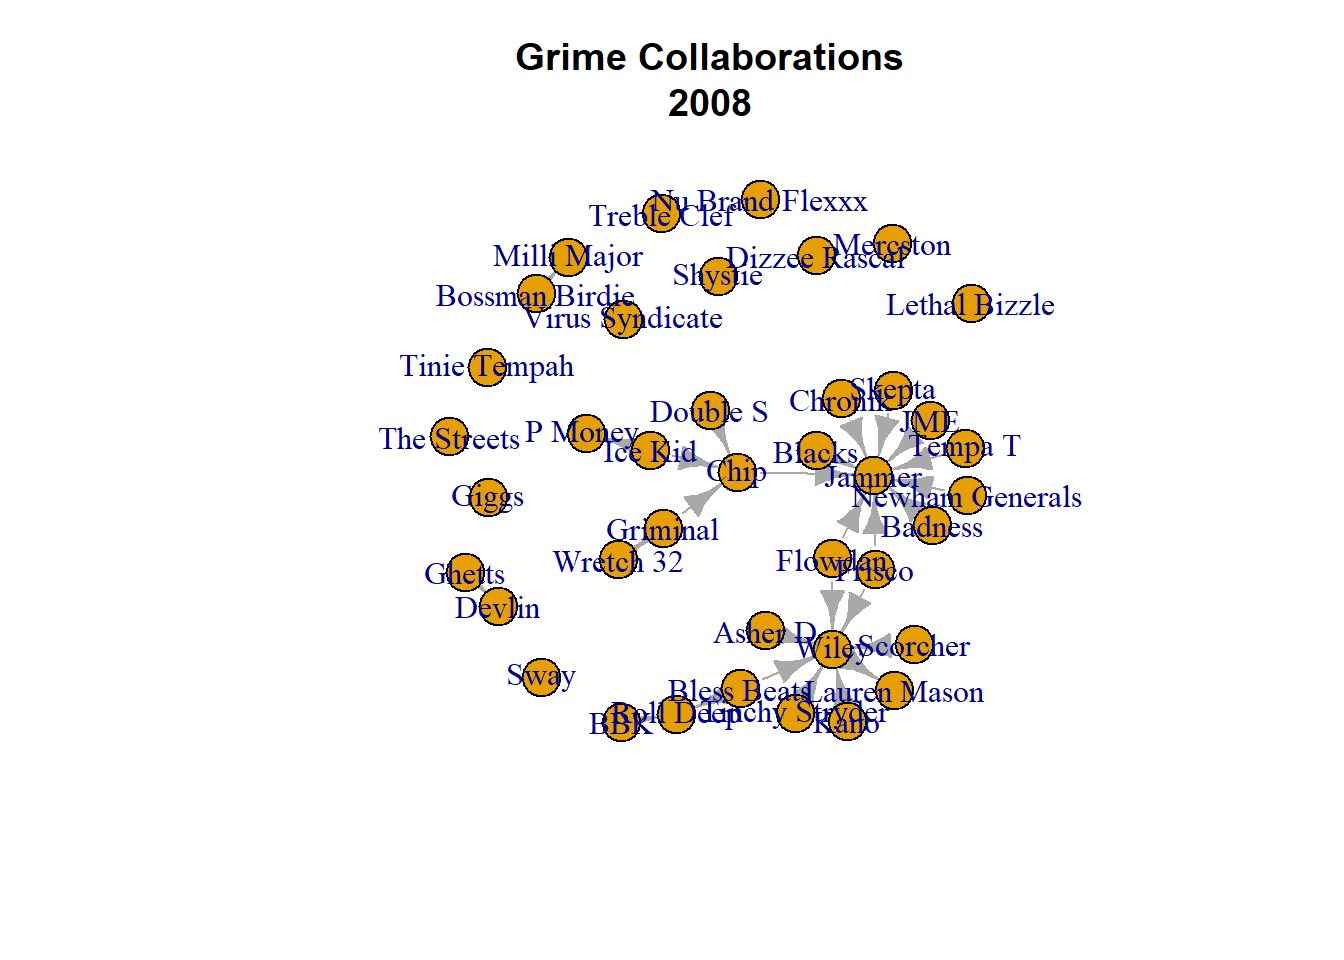 Grime Collaborations
2008
Nu Brand Flexxx
Treble Clef
Mercston
Milli Major
Dizzee Rascal
Shystie
Bossman Birdie
Lethal Bizzle
Virus Syndicate
Tinie Tempah
Skepta
Chronik
Double S
JME
P Money
The Streets
Tempa T
Ice Kid
Blacks
Chip
Jammer
Giggs
Newham Generals
Badness
Griminal
Wretch 32
Flowdan
Frisco
Ghetts
Devlin
Asher D
Wiley
Scorcher
Sway
Bless Beats
Lauren Mason
Roll Deep
Tinchy Stryder
BBK
Kano